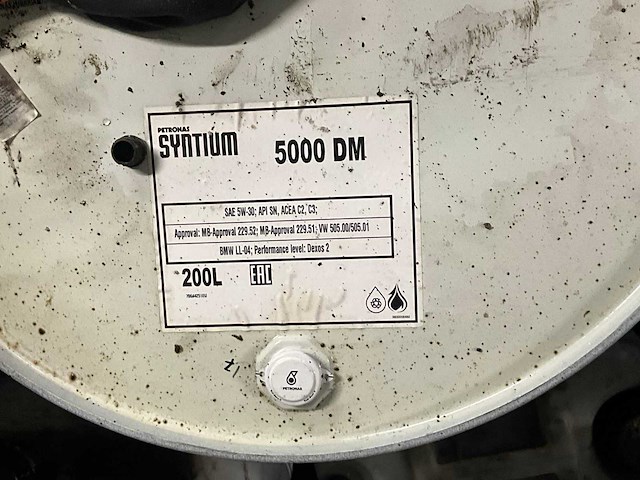 PETRONAS
SYNTIUM 5000 DM
SAE 5W-30; API SN, ACEA C2, C3;
Approval: MB-Approval 229.52; MB-Approval 229.51; VW 505.00/505.01
BMW LL-04; Performance level: Dexos 2
200L EAC
PETRONAS